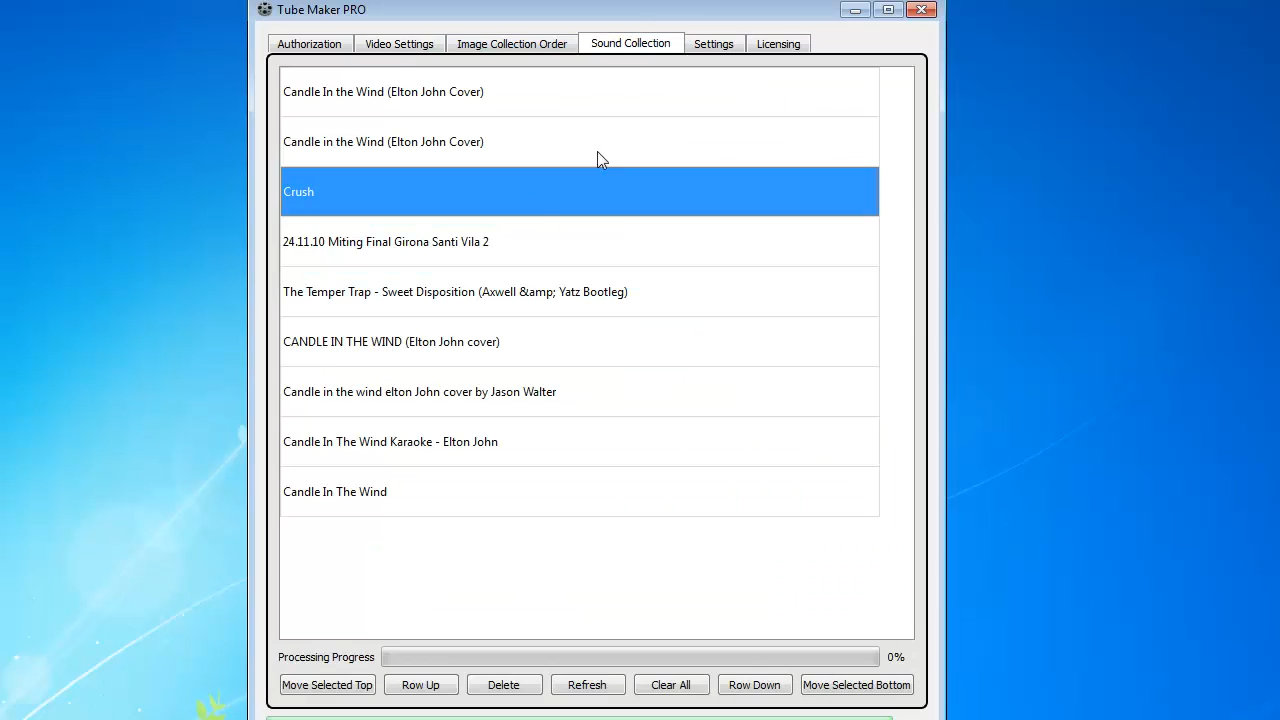 Tube Maker PRO
Authorization Video Settings Image Collection Order Sound Collection Settings Licensing
Candle In the Wind (Elton John Cover)
Candle in the Wind (Elton John Cover)
Crush
24.11.10 Miting Final Girona Santi Vila 2
The Temper Trap - Sweet Disposition (Axwell &amp; Yatz Bootleg)
CANDLE IN THE WIND (Elton John cover)
Candle in the wind elton John cover by Jason Walter
Candle In The Wind Karaoke - Elton John
Candle In The Wind
Processing Progress 0%
Move Selected Top Row Up Delete Refresh Clear All Row Down Move Selected Bottom